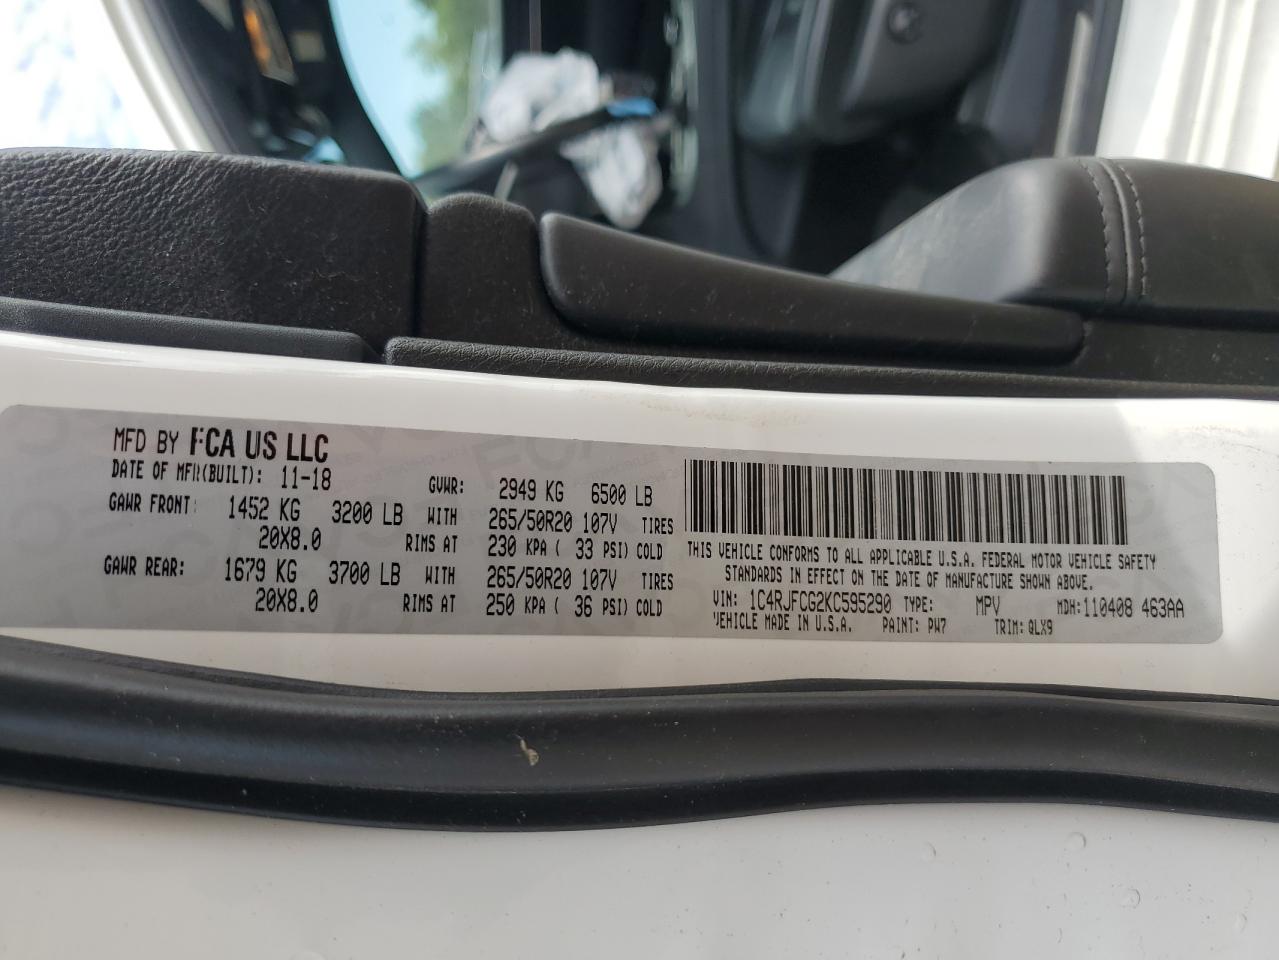 MFD BY FCA US LLC
DATE OF MFR(BUILT): 11-18 GVWR: 2949 KG 6500 LB
GAWR FRONT: 1452 KG 3200 LB WITH 265/50R20 107V TIRES
20X8.0 RIMS AT 230 KPA ( 33 PSI) COLD
GAWR REAR: 1679 KG 3700 LB WITH 265/50R20 107V TIRES
20X8.0 RIMS AT 250 KPA ( 36 PSI) COLD
THIS VEHICLE CONFORMS TO ALL APPLICABLE U.S.A. FEDERAL MOTOR VEHICLE SAFETY
STANDARDS IN EFFECT ON THE DATE OF MANUFACTURE SHOWN ABOVE.
VIN: 1C4RJFCG2KC595290 TYPE: MPV MDH: 110408 463AA
VEHICLE MADE IN U.S.A. PAINT: PW7 TRIM: QLX9